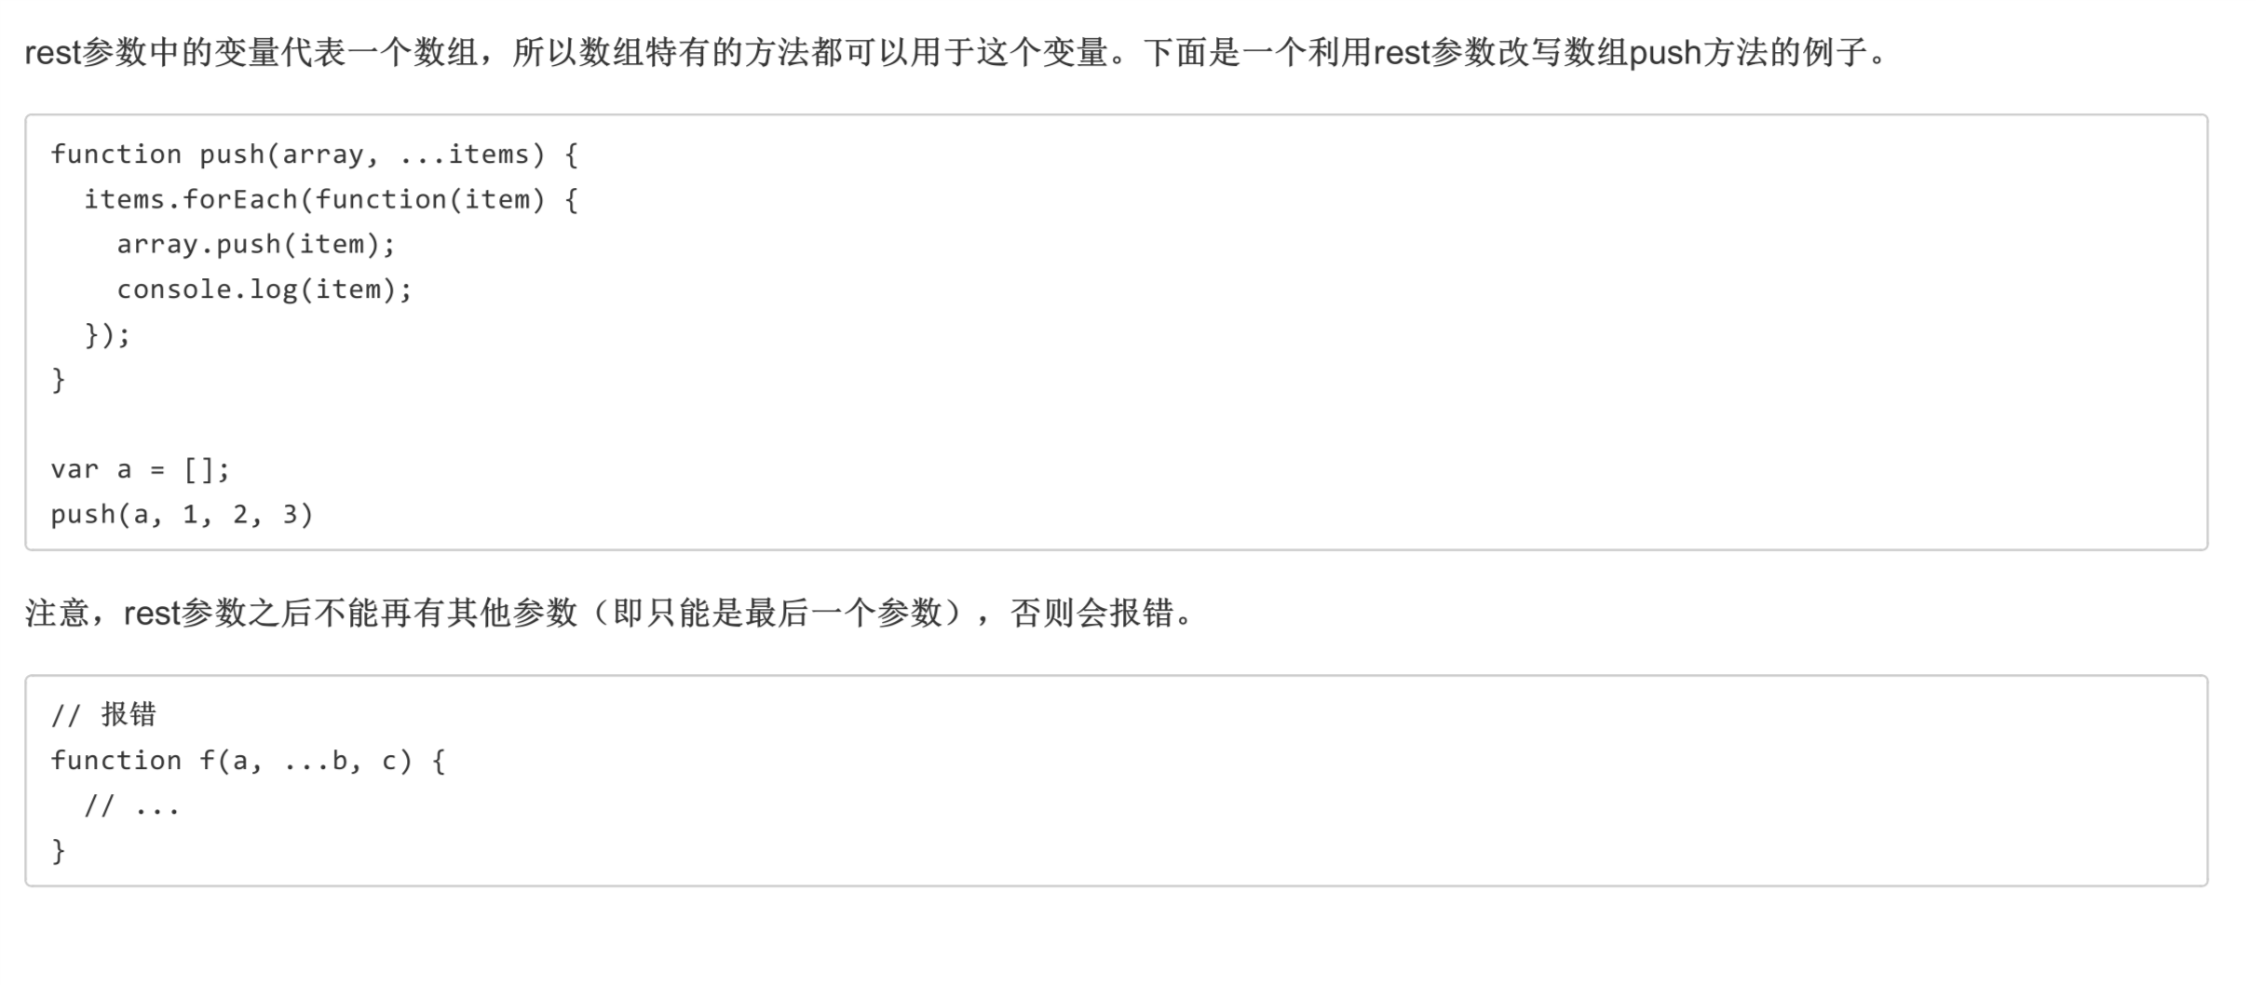 rest参数中的变量代表一个数组，所以数组特有的方法都可以用于这个变量。下面是一个利用rest参数改写数组push方法的例子。
function push(array, ...items) {
  items.forEach(function(item) {
    array.push(item);
    console.log(item);
  });
}
var a = [];
push(a, 1, 2, 3)
注意，rest参数之后不能再有其他参数（即只能是最后一个参数），否则会报错。
// 报错
function f(a, ...b, c) {
  // ...
}